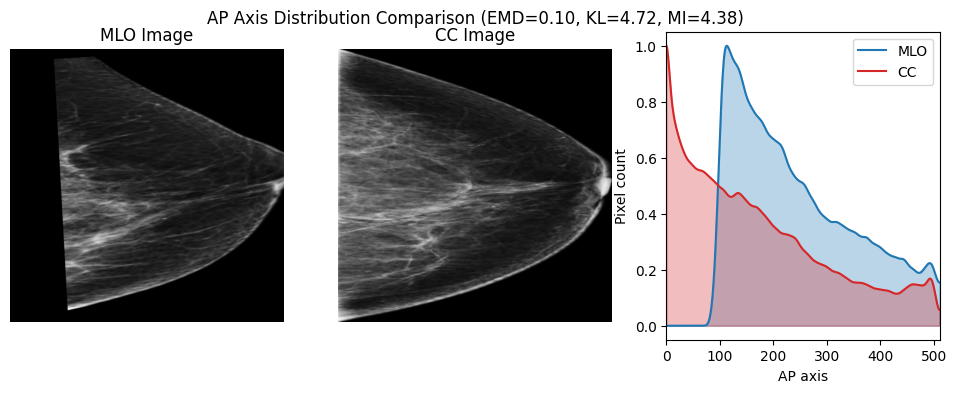 AP Axis Distribution Comparison (EMD=0.10, KL=4.72, MI=4.38)
MLO Image
CC Image
MLO
CC
Pixel count
1.0
0.8
0.6
0.4
0.2
0.0
0 100 200 300 400 500
AP axis